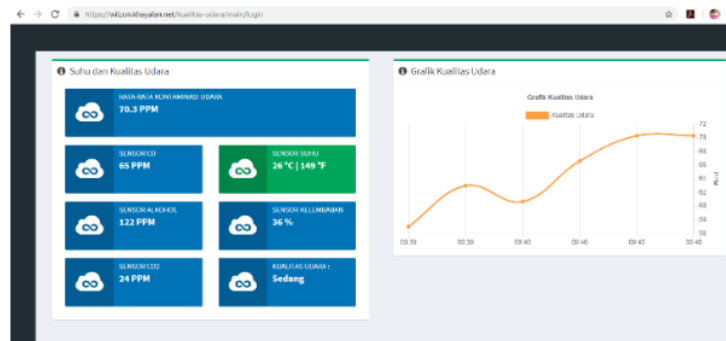 https://wilzon.khayalan.net/kualitas-udara/main/login
Suhu dan Kualitas Udara
RATA-RATA KONTAMINASI UDARA
70.3 PPM
SENSOR CO
65 PPM
SENSOR SUHU
26 °C | 149 °F
SENSOR ALKOHOL
122 PPM
SENSOR KELEMBABAN
36 %
SENSOR CO2
24 PPM
KUALITAS UDARA :
Sedang
Grafik Kualitas Udara
Grafik Kualitas Udara
Kualitas Udara
72
70
68
66
64
62
58
56
PPM
09:39
09:39
09:40
09:40
09:40
09:40